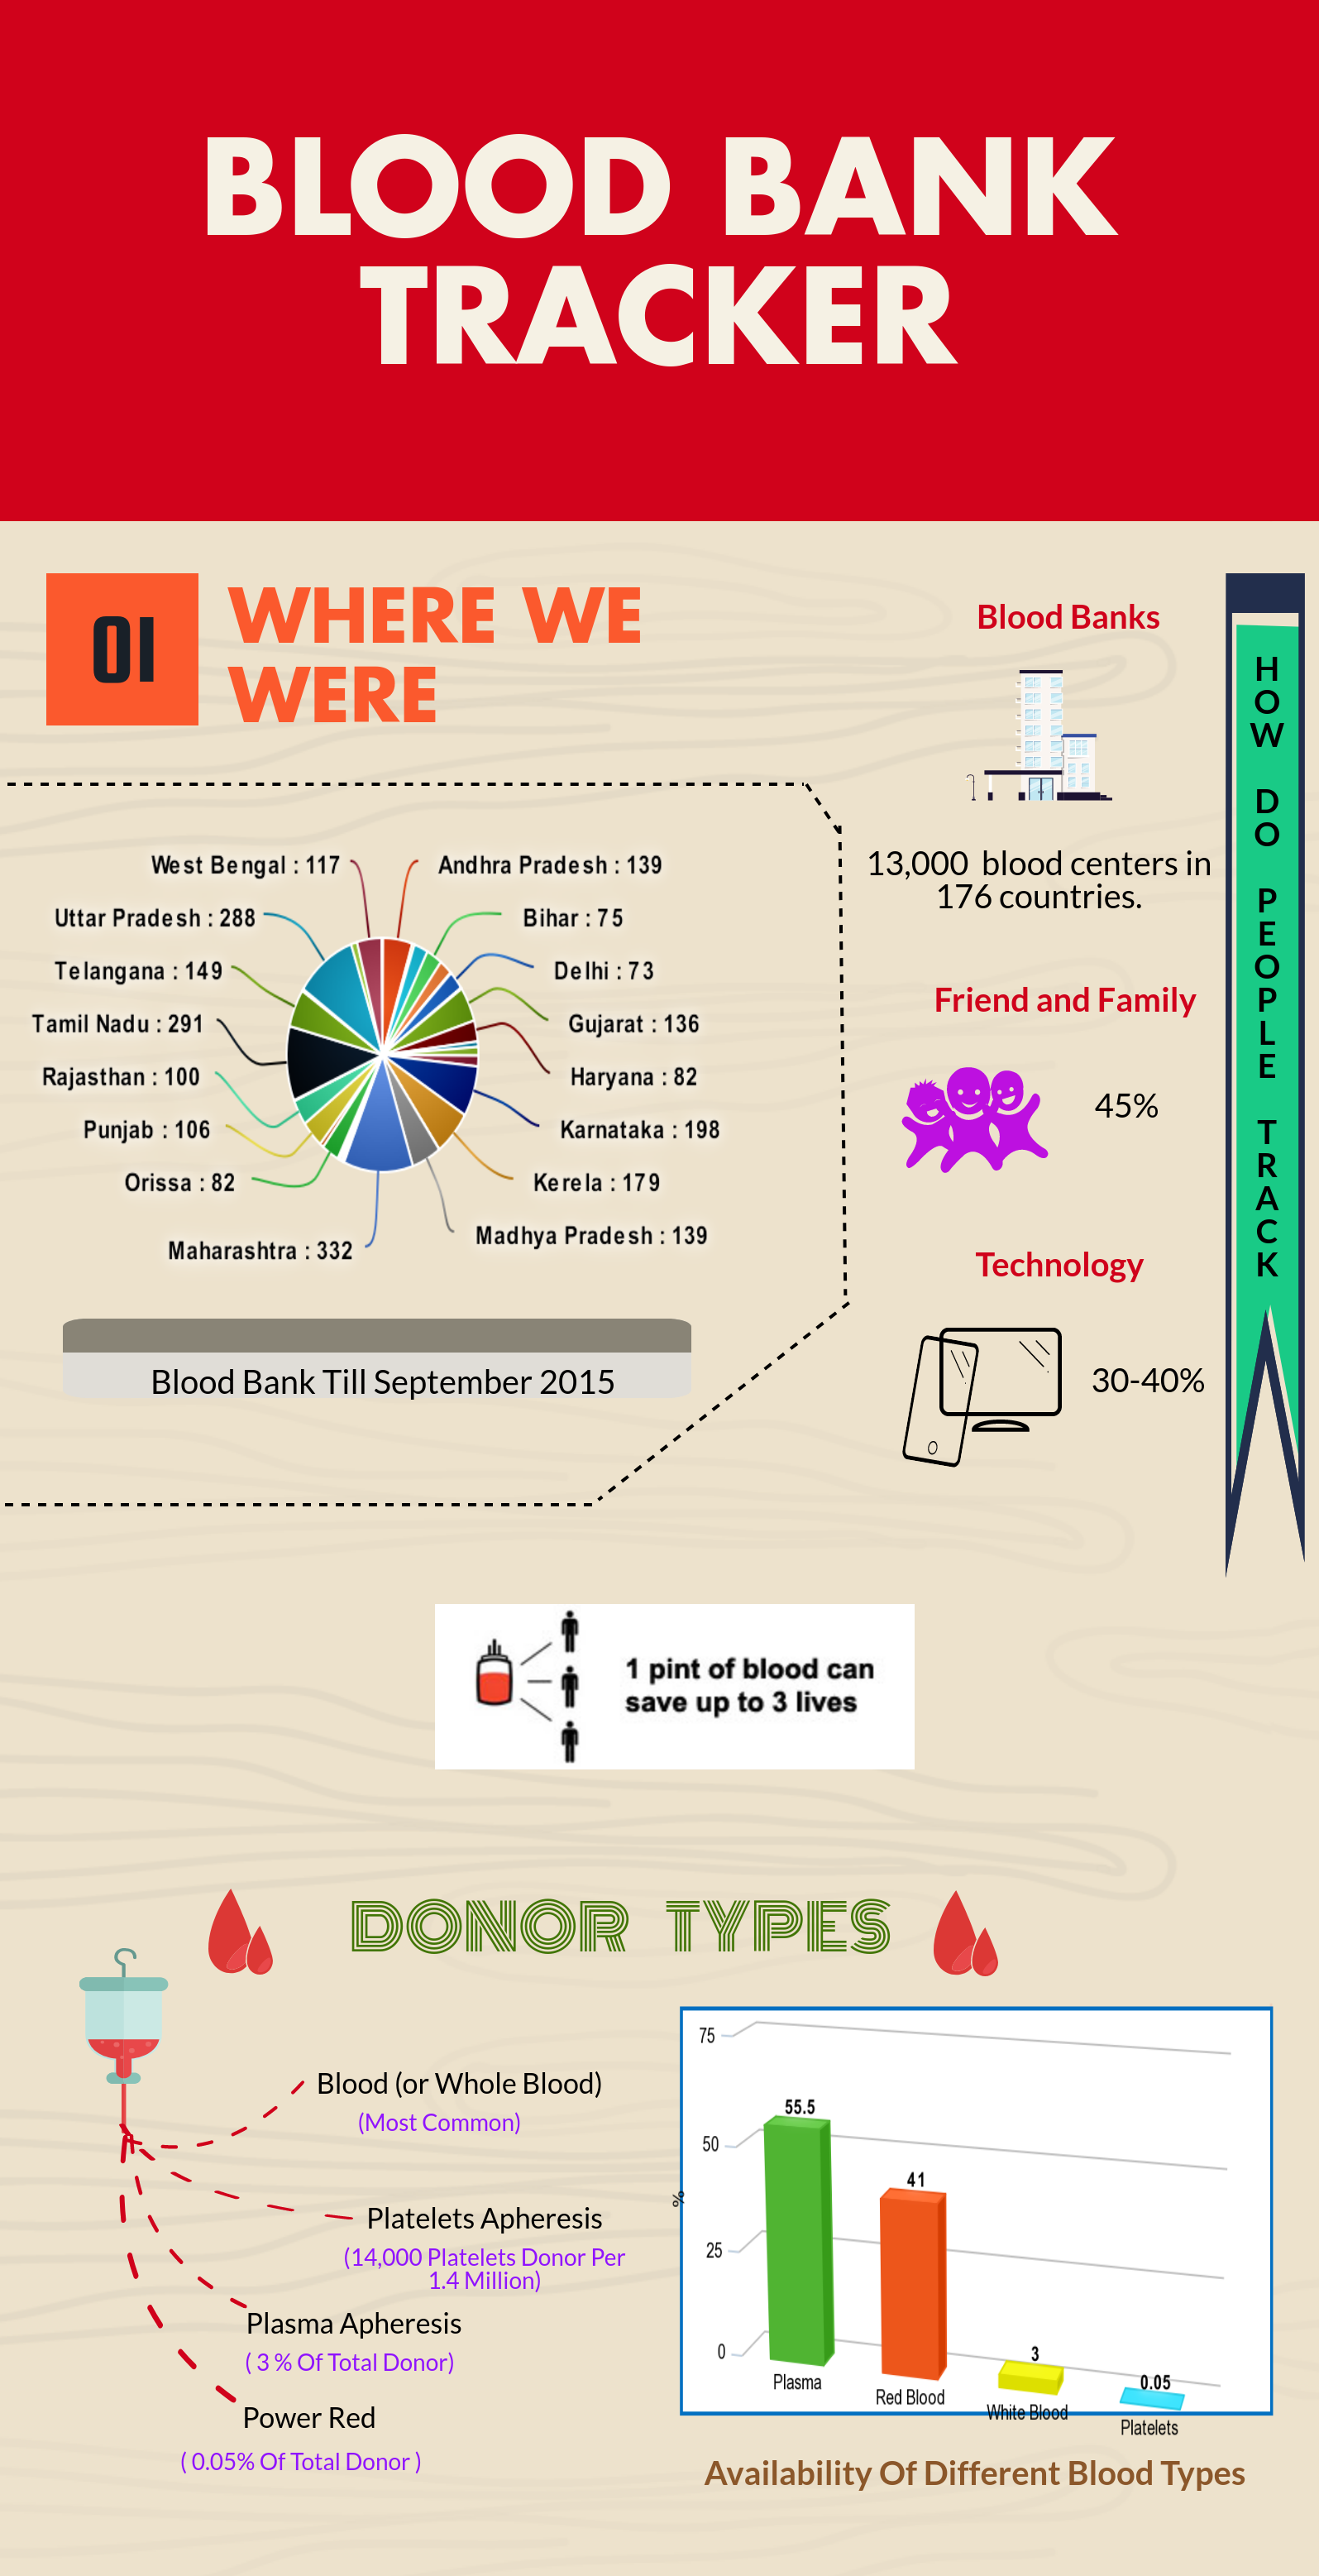 BLOOD BANK
TRACKER
01
WHERE WE
WERE
West Bengal : 117
Andhra Pradesh : 139
Uttar Pradesh : 288
Bihar : 75
Telangana : 149
Delhi : 73
Tamil Nadu : 291
Gujarat : 136
Rajasthan : 100
Haryana : 82
Punjab : 106
Karnataka : 198
Orissa : 82
Kerela : 179
Maharashtra : 332
Madhya Pradesh : 139
Blood Bank Till September 2015
Blood Banks
13,000 blood centers in
176 countries.
Friend and Family
45%
Technology
30-40%
HOW DO PEOPLE TRACK
1 pint of blood can
save up to 3 lives
DONOR TYPES
Blood (or Whole Blood)
(Most Common)
Platelets Apheresis
(14,000 Platelets Donor Per
1.4 Million)
Plasma Apheresis
( 3 % Of Total Donor)
Power Red
( 0.05% Of Total Donor )
75
50
25
0
%
55.5
41
3
0.05
Plasma
Red Blood
White Blood
Platelets
Availability Of Different Blood Types